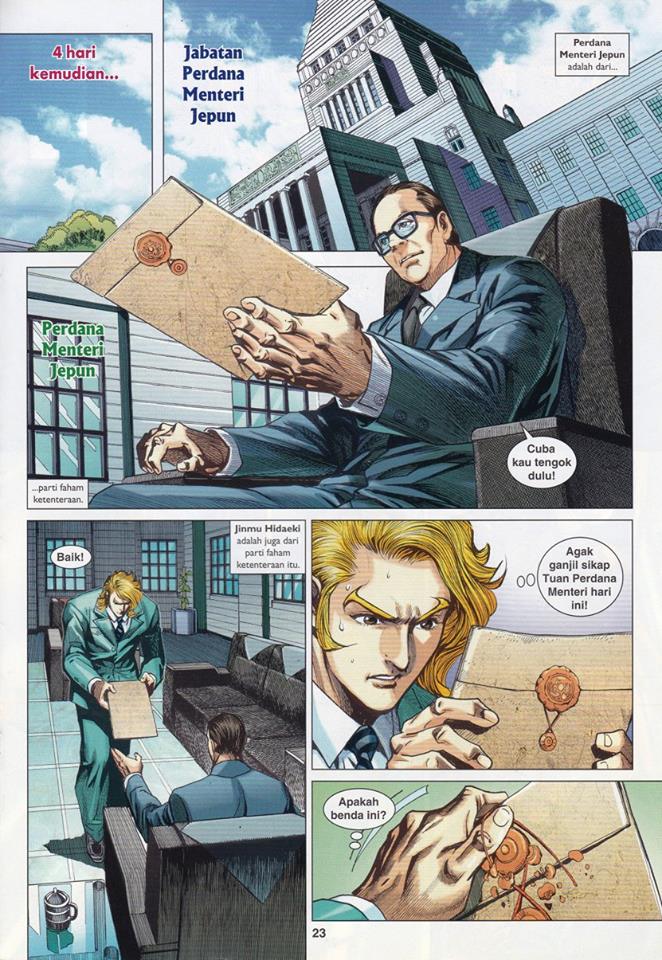 4 hari
kemudian...
Jabatan
Perdana
Menteri
Jepun
Perdana
Menteri Jepun
adalah dari...
Perdana
Menteri
Jepun
...parti faham
ketenteraan.
Cuba
kau tengok
dulu!
Baik!
Jinmu Hidaeki
adalah juga dari
parti faham
ketenteraan itu.
Agak
ganjil sikap
Tuan Perdana
Menteri hari
ini!
Apakah
benda ini?
23